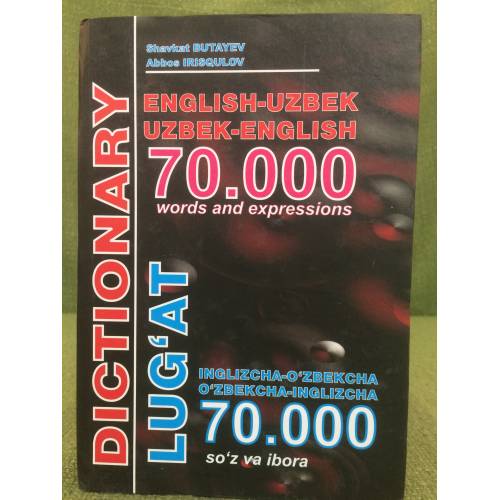 Shavkat BUTAYEV
Abbos IRISQULOV
DICTIONARY
ENGLISH-UZBEK
UZBEK-ENGLISH
70.000
words and expressions
LUG‘AT
INGLIZCHA-O‘ZBEKCHA
O‘ZBEKCHA-INGLIZCHA
70.000
so‘z va ibora